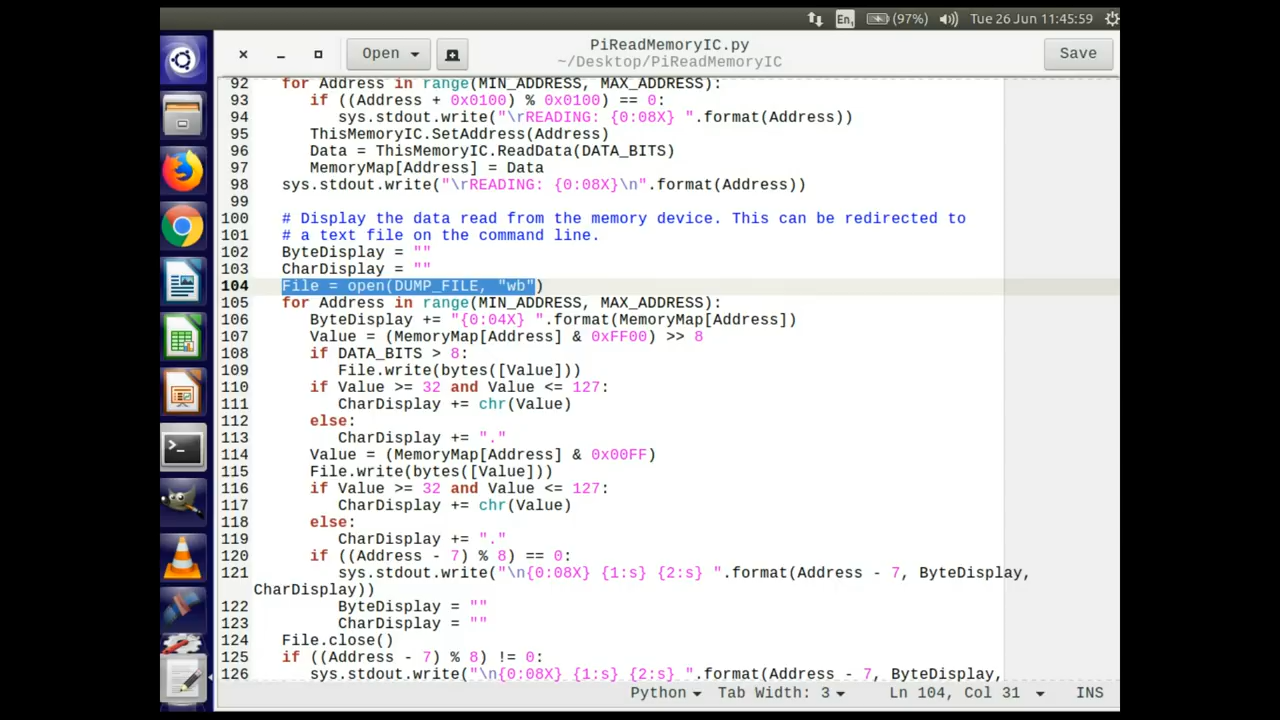 En (97%) Tue 26 Jun 11:45:59
Open PiReadMemoryIC.py Save
~/Desktop/PiReadMemoryIC
92 for Address in range(MIN_ADDRESS, MAX_ADDRESS):
93 if ((Address + 0x0100) % 0x0100) == 0:
94 sys.stdout.write("\rREADING: {0:08X} ".format(Address))
95 ThisMemoryIC.SetAddress(Address)
96 Data = ThisMemoryIC.ReadData(DATA_BITS)
97 MemoryMap[Address] = Data
98 sys.stdout.write("\rREADING: {0:08X}\n".format(Address))
99
100 # Display the data read from the memory device. This can be redirected to
101 # a text file on the command line.
102 ByteDisplay = ""
103 CharDisplay = ""
104 File = open(DUMP_FILE, "wb")
105 for Address in range(MIN_ADDRESS, MAX_ADDRESS):
106 ByteDisplay += "{0:04X} ".format(MemoryMap[Address])
107 Value = (MemoryMap[Address] & 0xFF00) >> 8
108 if DATA_BITS > 8:
109 File.write(bytes([Value]))
110 if Value >= 32 and Value <= 127:
111 CharDisplay += chr(Value)
112 else:
113 CharDisplay += "."
114 Value = (MemoryMap[Address] & 0x00FF)
115 File.write(bytes([Value]))
116 if Value >= 32 and Value <= 127:
117 CharDisplay += chr(Value)
118 else:
119 CharDisplay += "."
120 if ((Address - 7) % 8) == 0:
121 sys.stdout.write("\n{0:08X} {1:s} {2:s} ".format(Address - 7, ByteDisplay,
CharDisplay))
122 ByteDisplay = ""
123 CharDisplay = ""
124 File.close()
125 if ((Address - 7) % 8) != 0:
126 sys.stdout.write("\n{0:08X} {1:s} {2:s} ".format(Address - 7, ByteDisplay,
Python Tab Width: 3 Ln 104, Col 31 INS